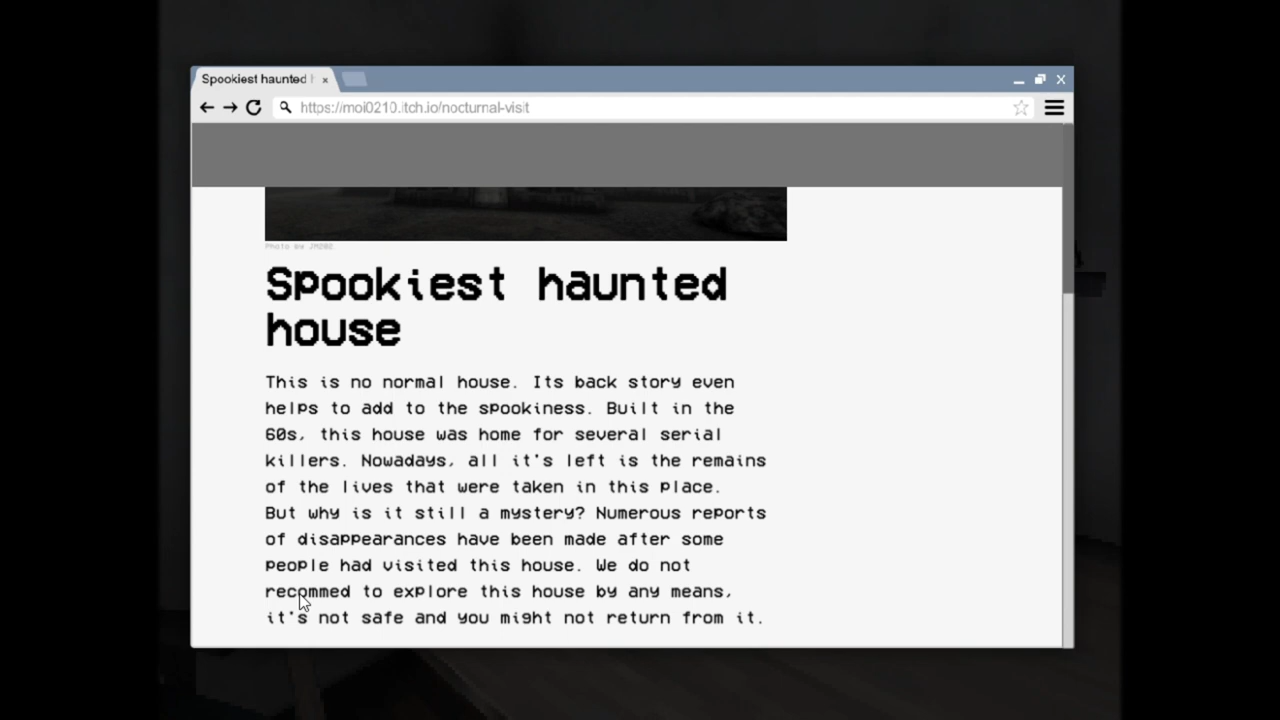 Spookiest haunted h
https://moi0210.itch.io/nocturnal-visit
Photo by JM202
Spookiest haunted
house
This is no normal house. Its back story even
helps to add to the spookiness. Built in the
60s, this house was home for several serial
killers. Nowadays, all it's left is the remains
of the lives that were taken in this place.
But why is it still a mystery? Numerous reports
of disappearances have been made after some
people had visited this house. We do not
recommed to explore this house by any means,
it's not safe and you might not return from it.